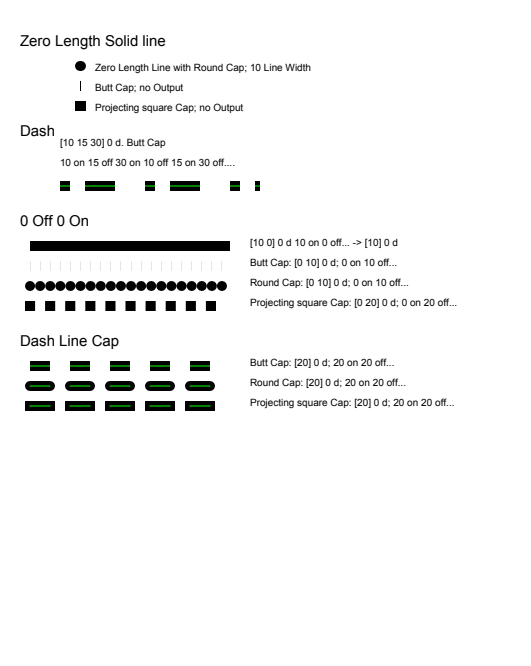 Zero Length Solid line
Zero Length Line with Round Cap; 10 Line Width
Butt Cap; no Output
Projecting square Cap; no Output
Dash
[10 15 30] 0 d. Butt Cap
10 on 15 off 30 on 10 off 15 on 30 off....
0 Off 0 On
[10 0] 0 d 10 on 0 off... -> [10] 0 d
Butt Cap: [0 10] 0 d; 0 on 10 off...
Round Cap: [0 10] 0 d; 0 on 10 off...
Projecting square Cap: [0 20] 0 d; 0 on 20 off...
Dash Line Cap
Butt Cap: [20] 0 d; 20 on 20 off...
Round Cap: [20] 0 d; 20 on 20 off...
Projecting square Cap: [20] 0 d; 20 on 20 off...